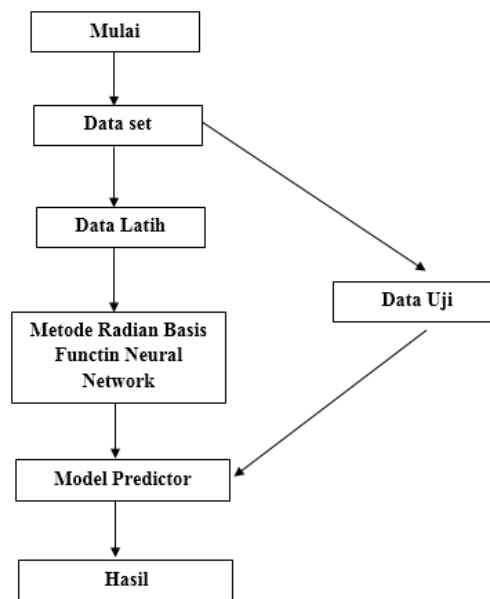 Mulai
Data set
Data Latih
Data Uji
Metode Radian Basis
Functin Neural
Network
Model Predictor
Hasil